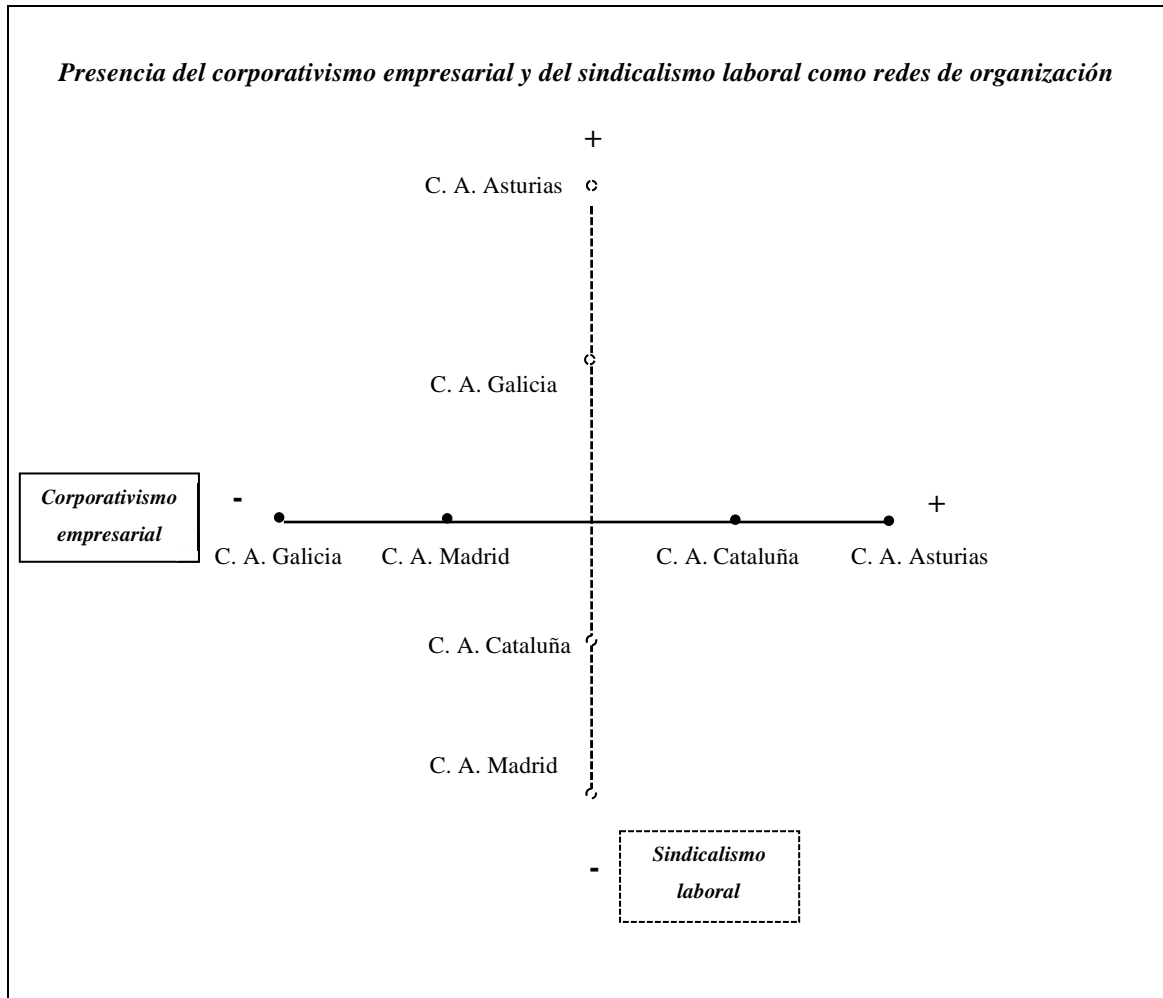 Presencia del corporativismo empresarial y del sindicalismo laboral como redes de organización
+
C. A. Asturias
C. A. Galicia
Corporativismo
empresarial
-
+
C. A. Galicia
C. A. Madrid
C. A. Cataluña
C. A. Asturias
C. A. Cataluña
C. A. Madrid
-
Sindicalismo
laboral